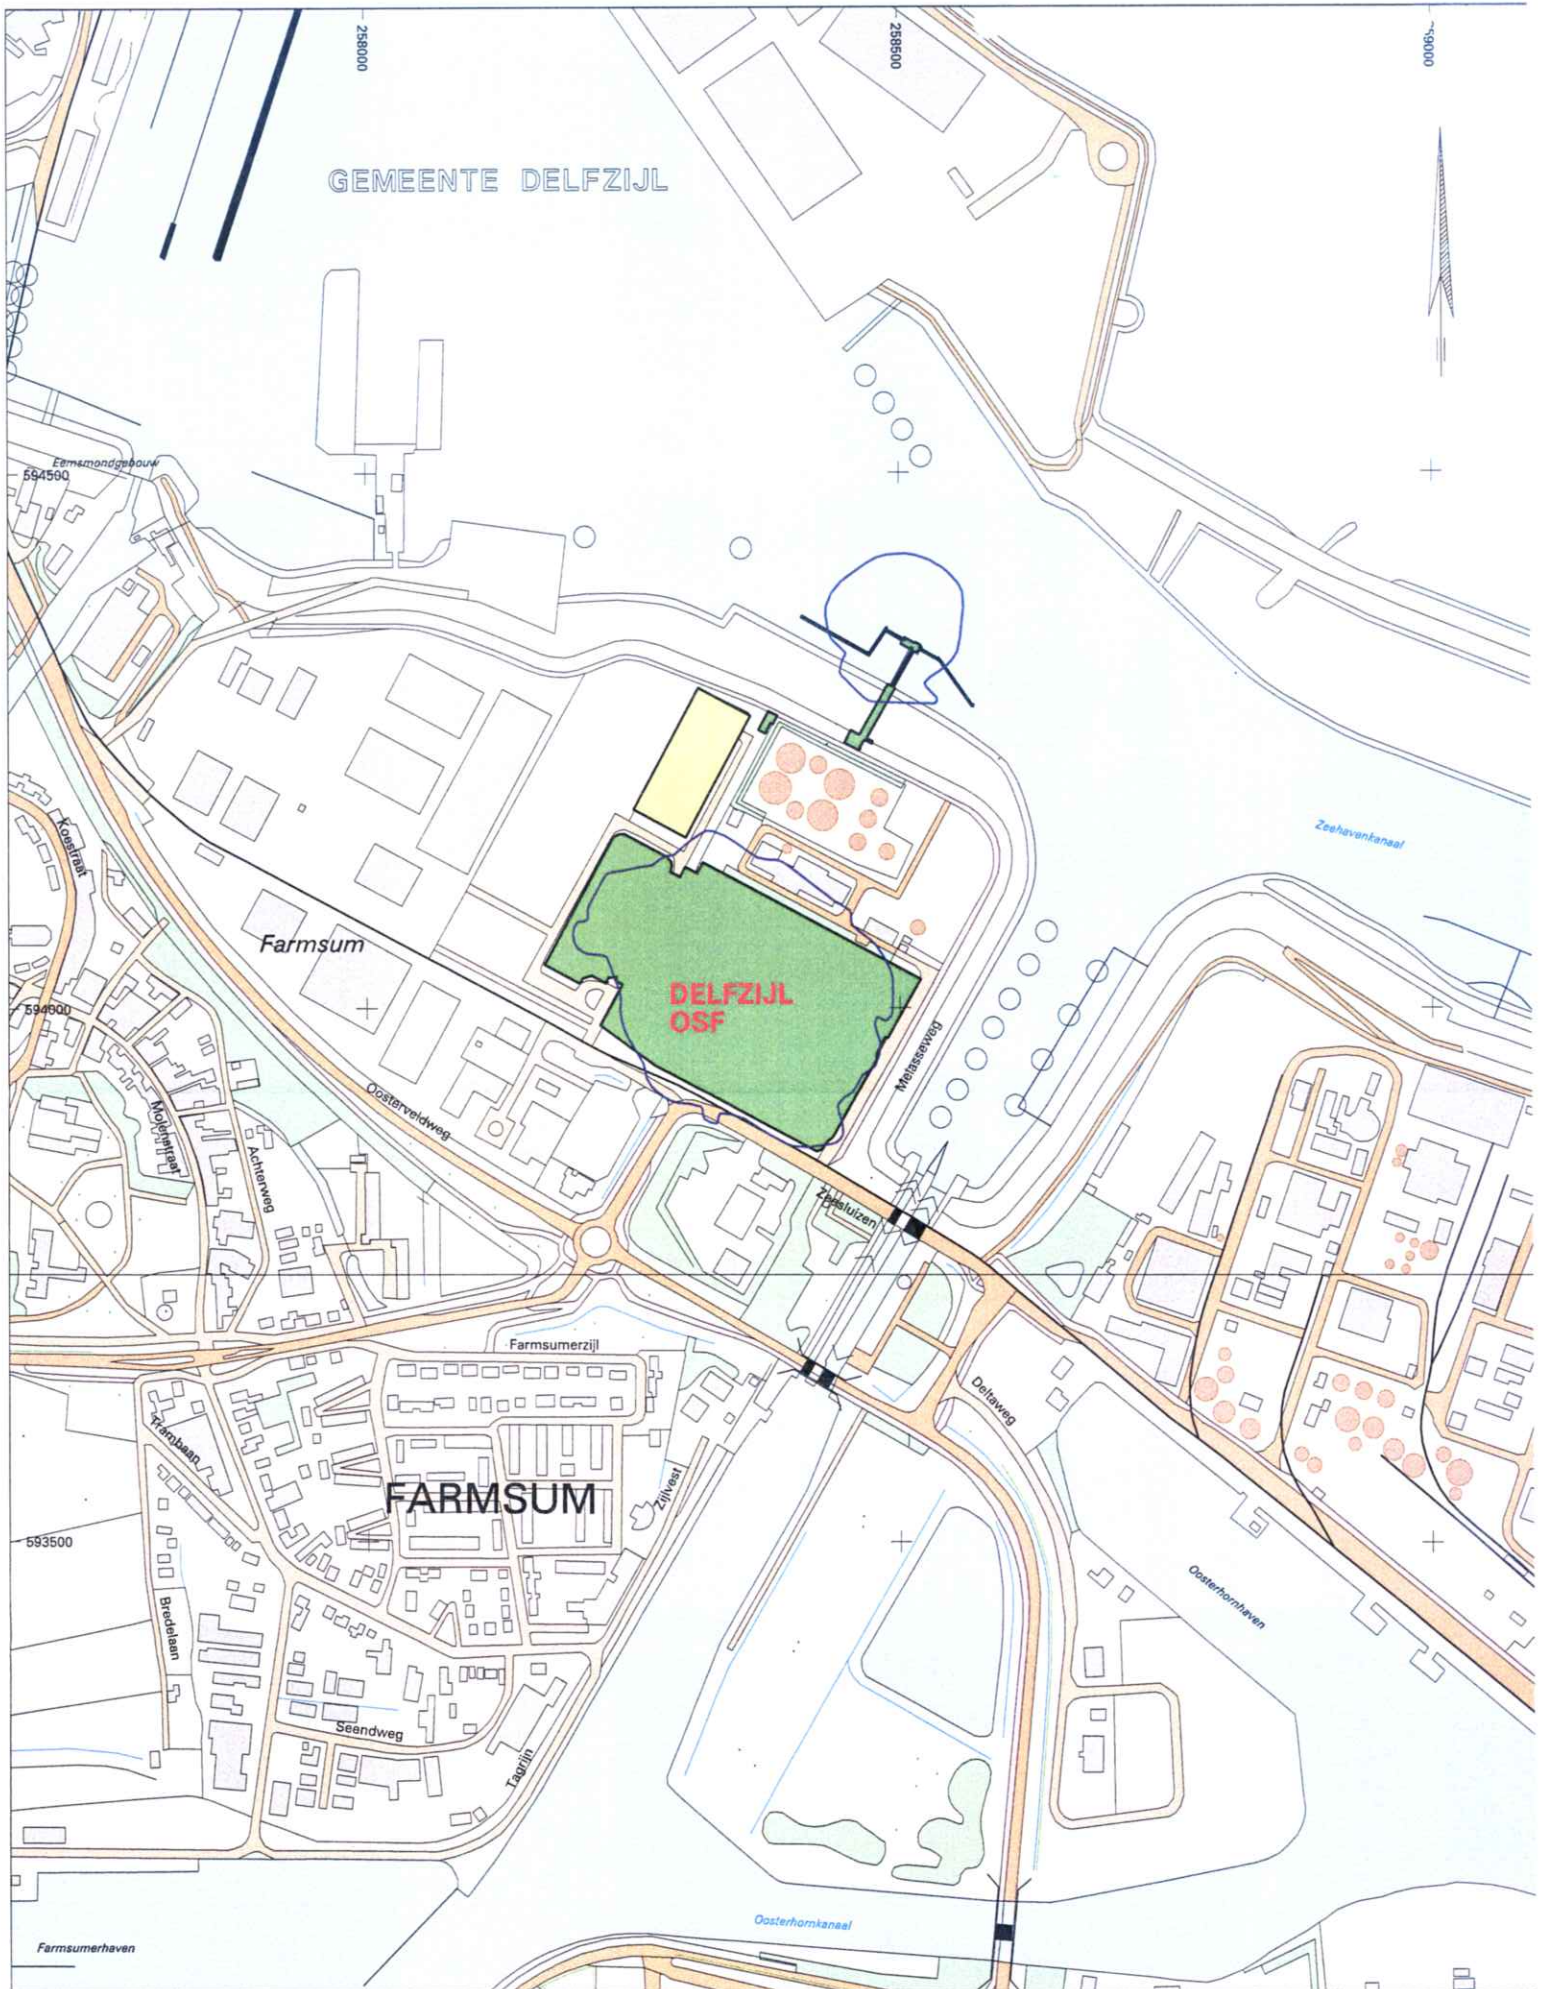 258000
258500
GEMEENTE DELFZIJL
Eemsmondgebouw
594500
Zeehavenkanaal
Koestraat
Farmsum
DELFZIJL
OSF
594000
Metasseweg
Oosterveldweg
Molenstraat
Achterweg
Zeesluizen
Farmsumerzijl
Deltaweg
Trambaan
FARMSUM
Zijlvest
593500
Oosterhornhaven
Bredelaan
Seendweg
Tagrijn
Oosterhornkanaal
Farmsumerhaven